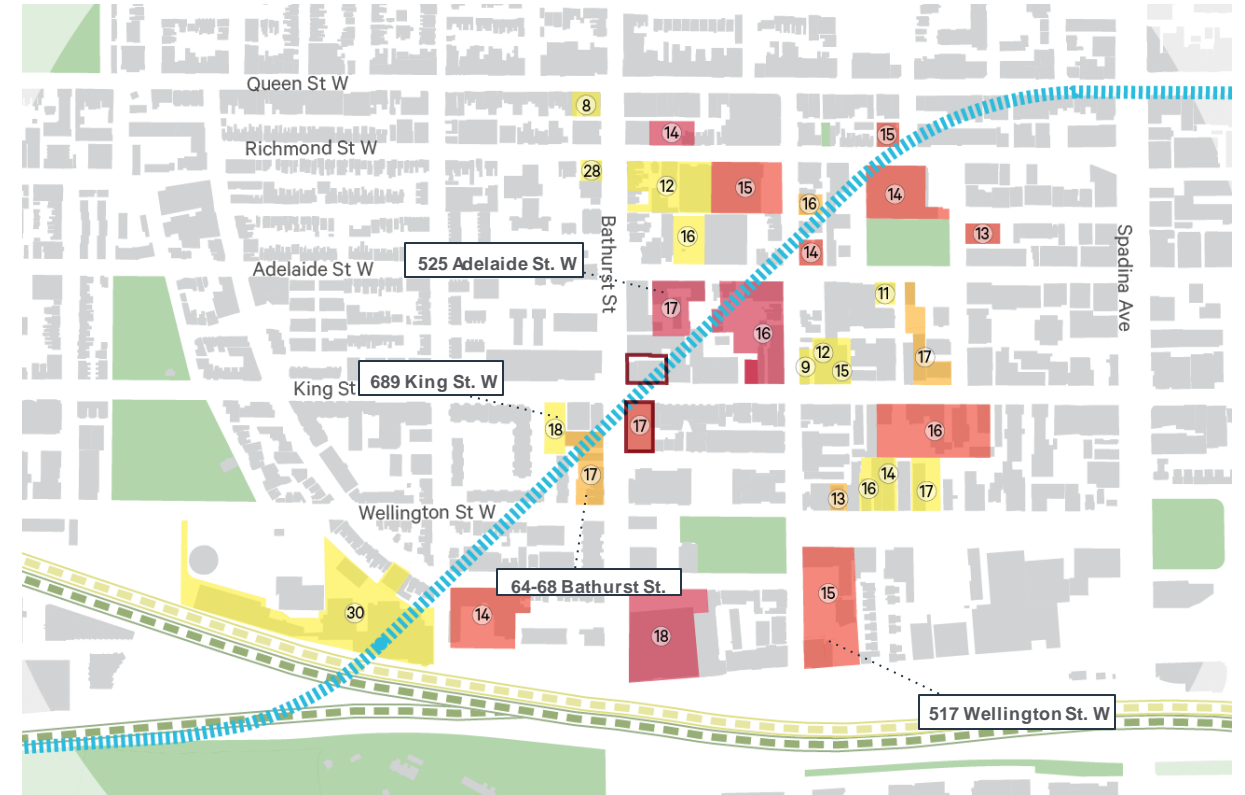 Queen St W
8
14
15
Richmond St W
28
12
15
14
16
Bathurst St
16
13
14
Spadina Ave
525 Adelaide St. W
Adelaide St W
11
17
16
12
17
9
15
689 King St. W
King St
18
17
16
17
14
16
17
13
Wellington St W
64-68 Bathurst St.
30
14
15
18
517 Wellington St. W